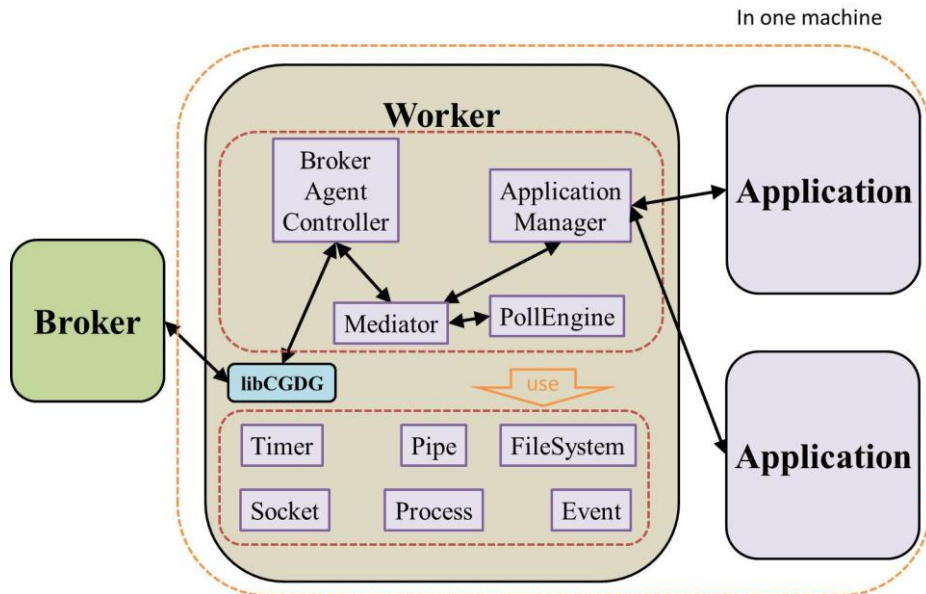 In one machine
Worker
Broker
Agent
Controller
Application
Manager
Application
Broker
Mediator
PollEngine
libCGDG
use
Application
Timer
Pipe
FileSystem
Socket
Process
Event